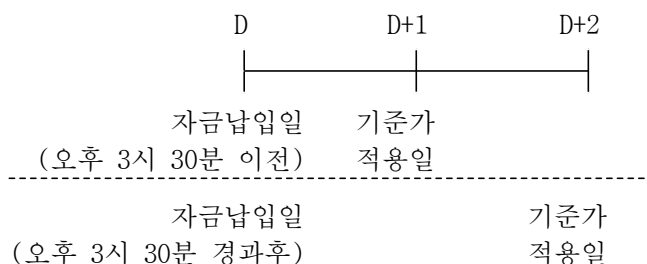 D D+1 D+2
자금납입일 기준가
(오후 3시 30분 이전) 적용일
자금납입일 기준가
(오후 3시 30분 경과후) 적용일